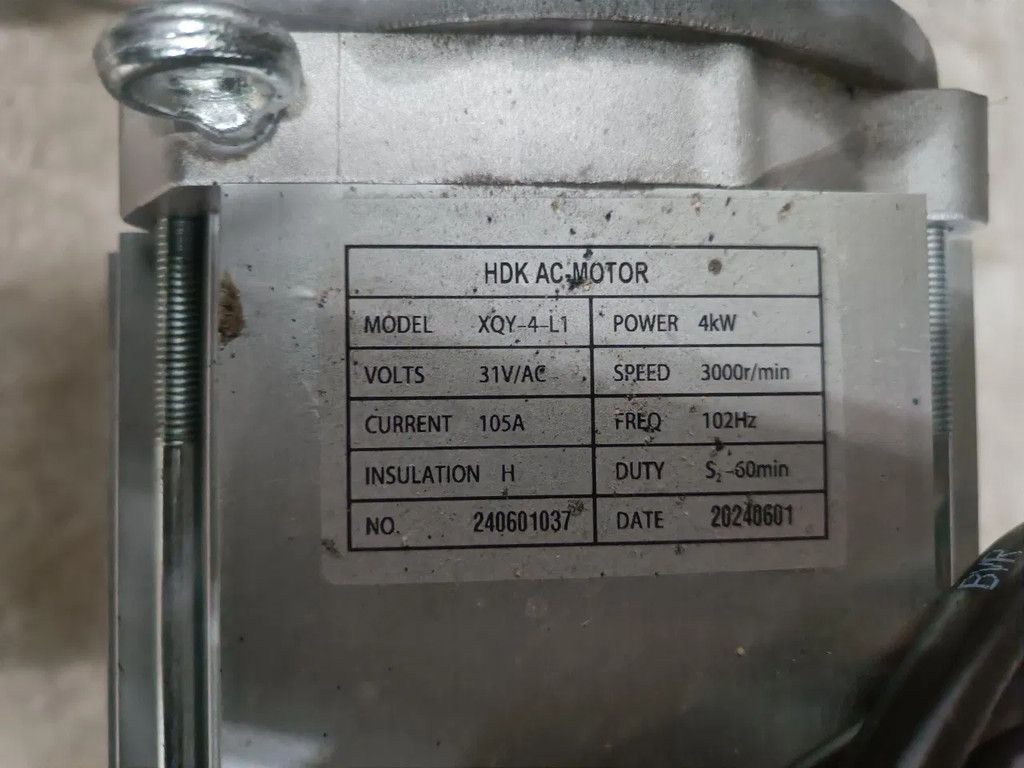 HDK AC-MOTOR
MODEL XQY-4-L1 POWER 4kW
VOLTS 31V/AC SPEED 3000r/min
CURRENT 105A FREQ 102Hz
INSULATION H DUTY S₂-60min
NO. 240601037 DATE 20240601
BVR